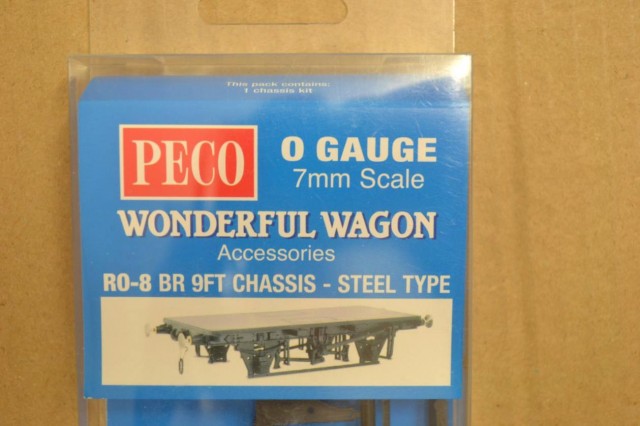 This pack contains:
1 chassis kit
PECO
O GAUGE
7mm Scale
WONDERFUL WAGON
Accessories
RO-8 BR 9FT CHASSIS - STEEL TYPE